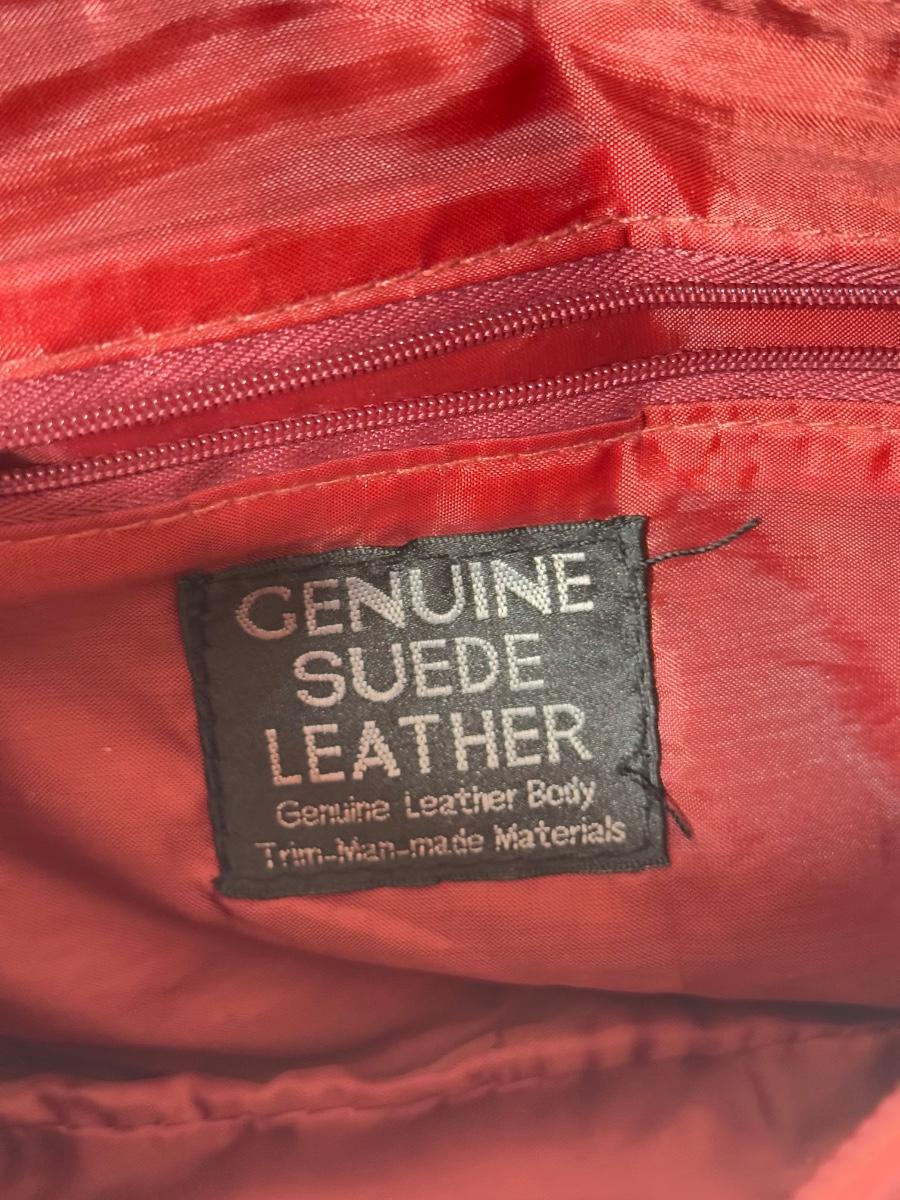 GENUINE
SUEDE
LEATHER
Genuine Leather Body
Trim-Man-made Materials